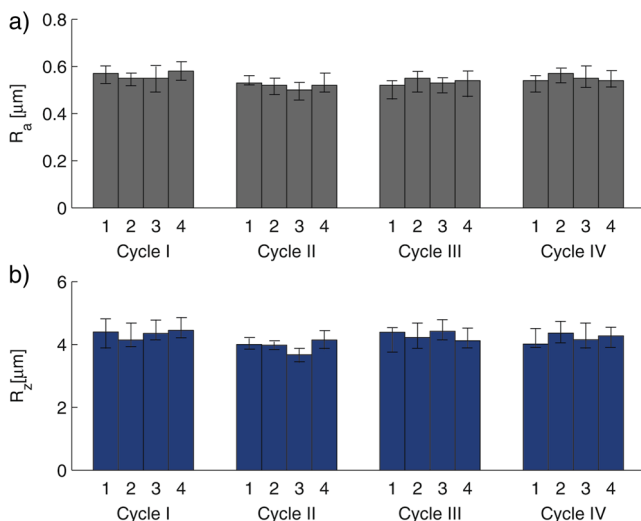 a)
0.8
0.6
0.4
0.2
0
R_a [µm]
1 2 3 4 1 2 3 4 1 2 3 4 1 2 3 4
Cycle I Cycle II Cycle III Cycle IV
b)
6
4
2
0
R_z[µm]
1 2 3 4 1 2 3 4 1 2 3 4 1 2 3 4
Cycle I Cycle II Cycle III Cycle IV